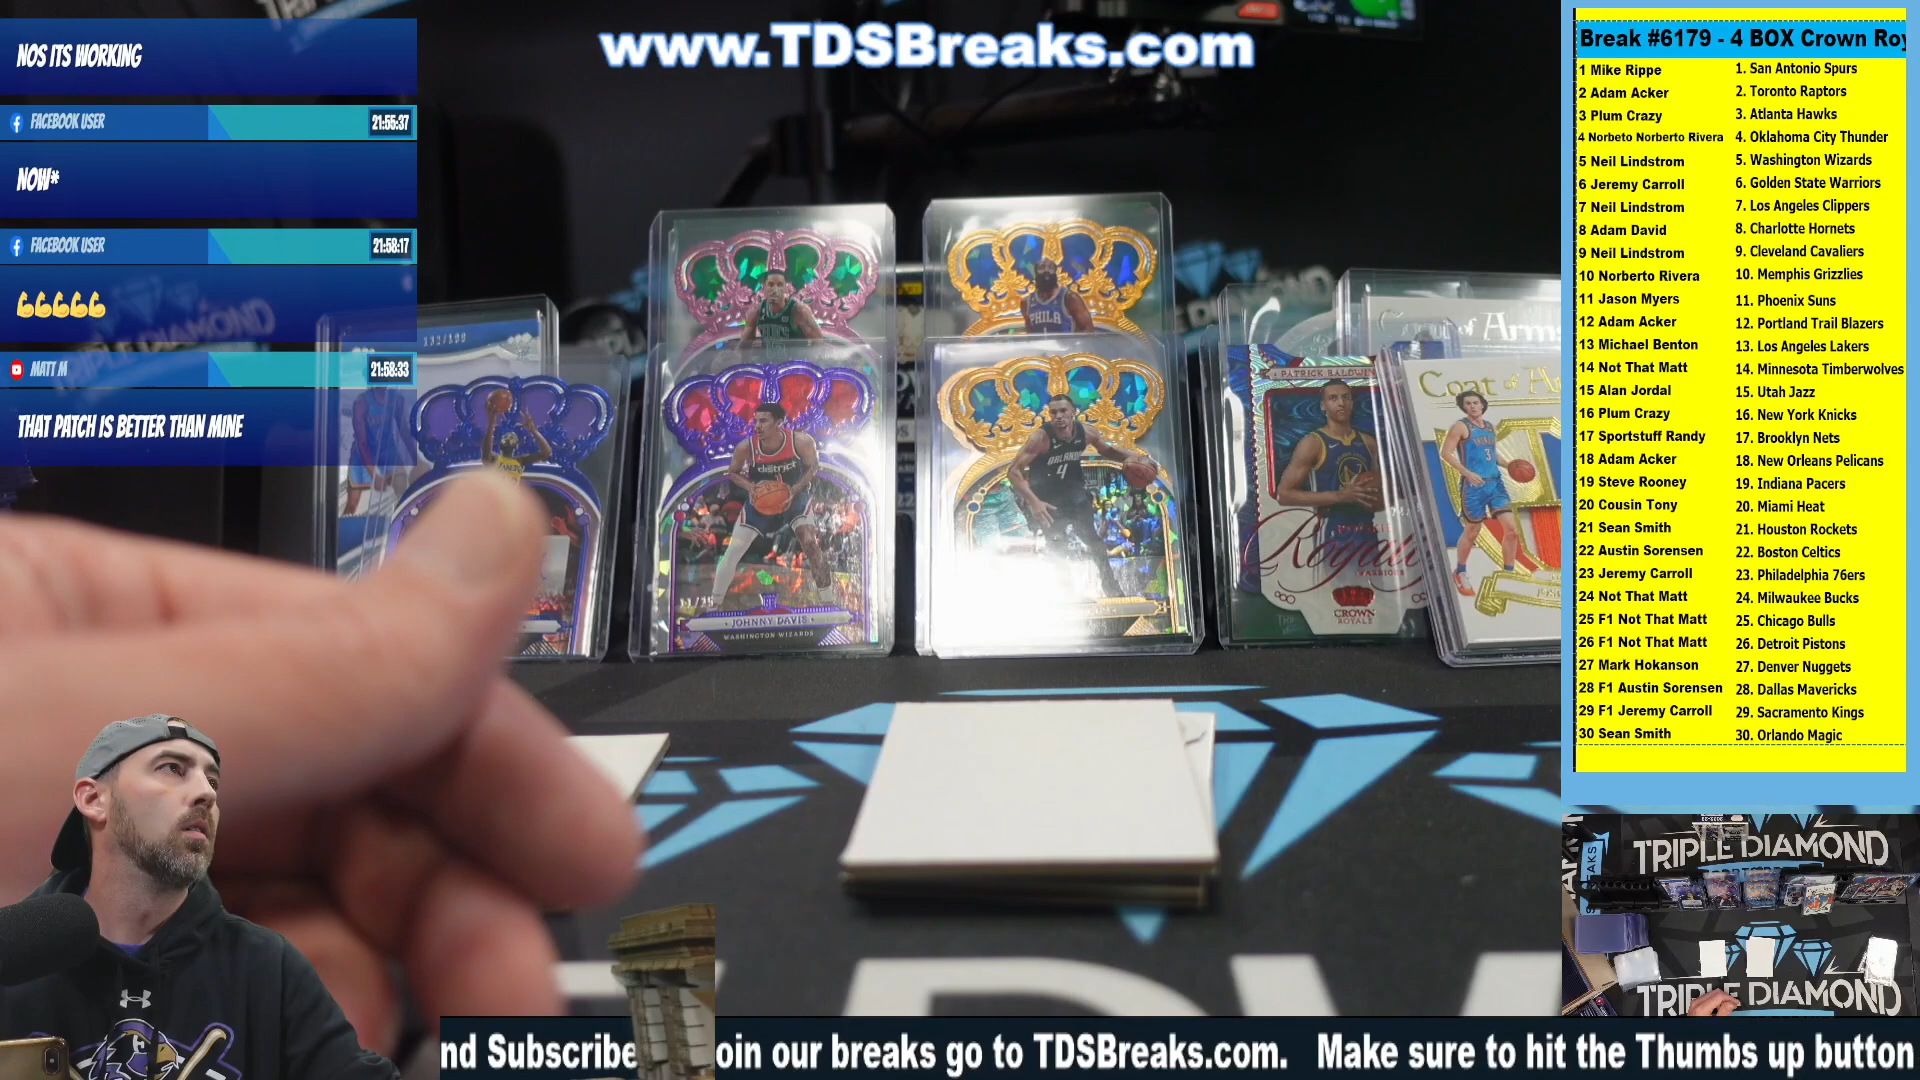 NOS ITS WORKING
FACEBOOK USER 21:55:37
NOW*
FACEBOOK USER 21:58:17
💪💪💪💪💪
MATT M 21:58:33
THAT PATCH IS BETTER THAN MINE
www.TDSBreaks.com
PHILA
ORLANDO
4
district
JOHNNY DAVIS
WASHINGTON WIZARDS
PATRICK BALDWIN
ROOKIE
Royalty
WARRIORS
CROWN
ROYALE
Coat of Arms
Break #6179 - 4 BOX Crown Roy
1 Mike Rippe 1. San Antonio Spurs
2 Adam Acker 2. Toronto Raptors
3 Plum Crazy 3. Atlanta Hawks
4 Norbeto Norberto Rivera 4. Oklahoma City Thunder
5 Neil Lindstrom 5. Washington Wizards
6 Jeremy Carroll 6. Golden State Warriors
7 Neil Lindstrom 7. Los Angeles Clippers
8 Adam David 8. Charlotte Hornets
9 Neil Lindstrom 9. Cleveland Cavaliers
10 Norberto Rivera 10. Memphis Grizzlies
11 Jason Myers 11. Phoenix Suns
12 Adam Acker 12. Portland Trail Blazers
13 Michael Benton 13. Los Angeles Lakers
14 Not That Matt 14. Minnesota Timberwolves
15 Alan Jordal 15. Utah Jazz
16 Plum Crazy 16. New York Knicks
17 Sportstuff Randy 17. Brooklyn Nets
18 Adam Acker 18. New Orleans Pelicans
19 Steve Rooney 19. Indiana Pacers
20 Cousin Tony 20. Miami Heat
21 Sean Smith 21. Houston Rockets
22 Austin Sorensen 22. Boston Celtics
23 Jeremy Carroll 23. Philadelphia 76ers
24 Not That Matt 24. Milwaukee Bucks
25 F1 Not That Matt 25. Chicago Bulls
26 F1 Not That Matt 26. Detroit Pistons
27 Mark Hokanson 27. Denver Nuggets
28 F1 Austin Sorensen 28. Dallas Mavericks
29 F1 Jeremy Carroll 29. Sacramento Kings
30 Sean Smith 30. Orlando Magic
TRIPLE DIAMOND
TRIPLE DIAMOND
nd Subscribe oin our breaks go to TDSBreaks.com. Make sure to hit the Thumbs up button